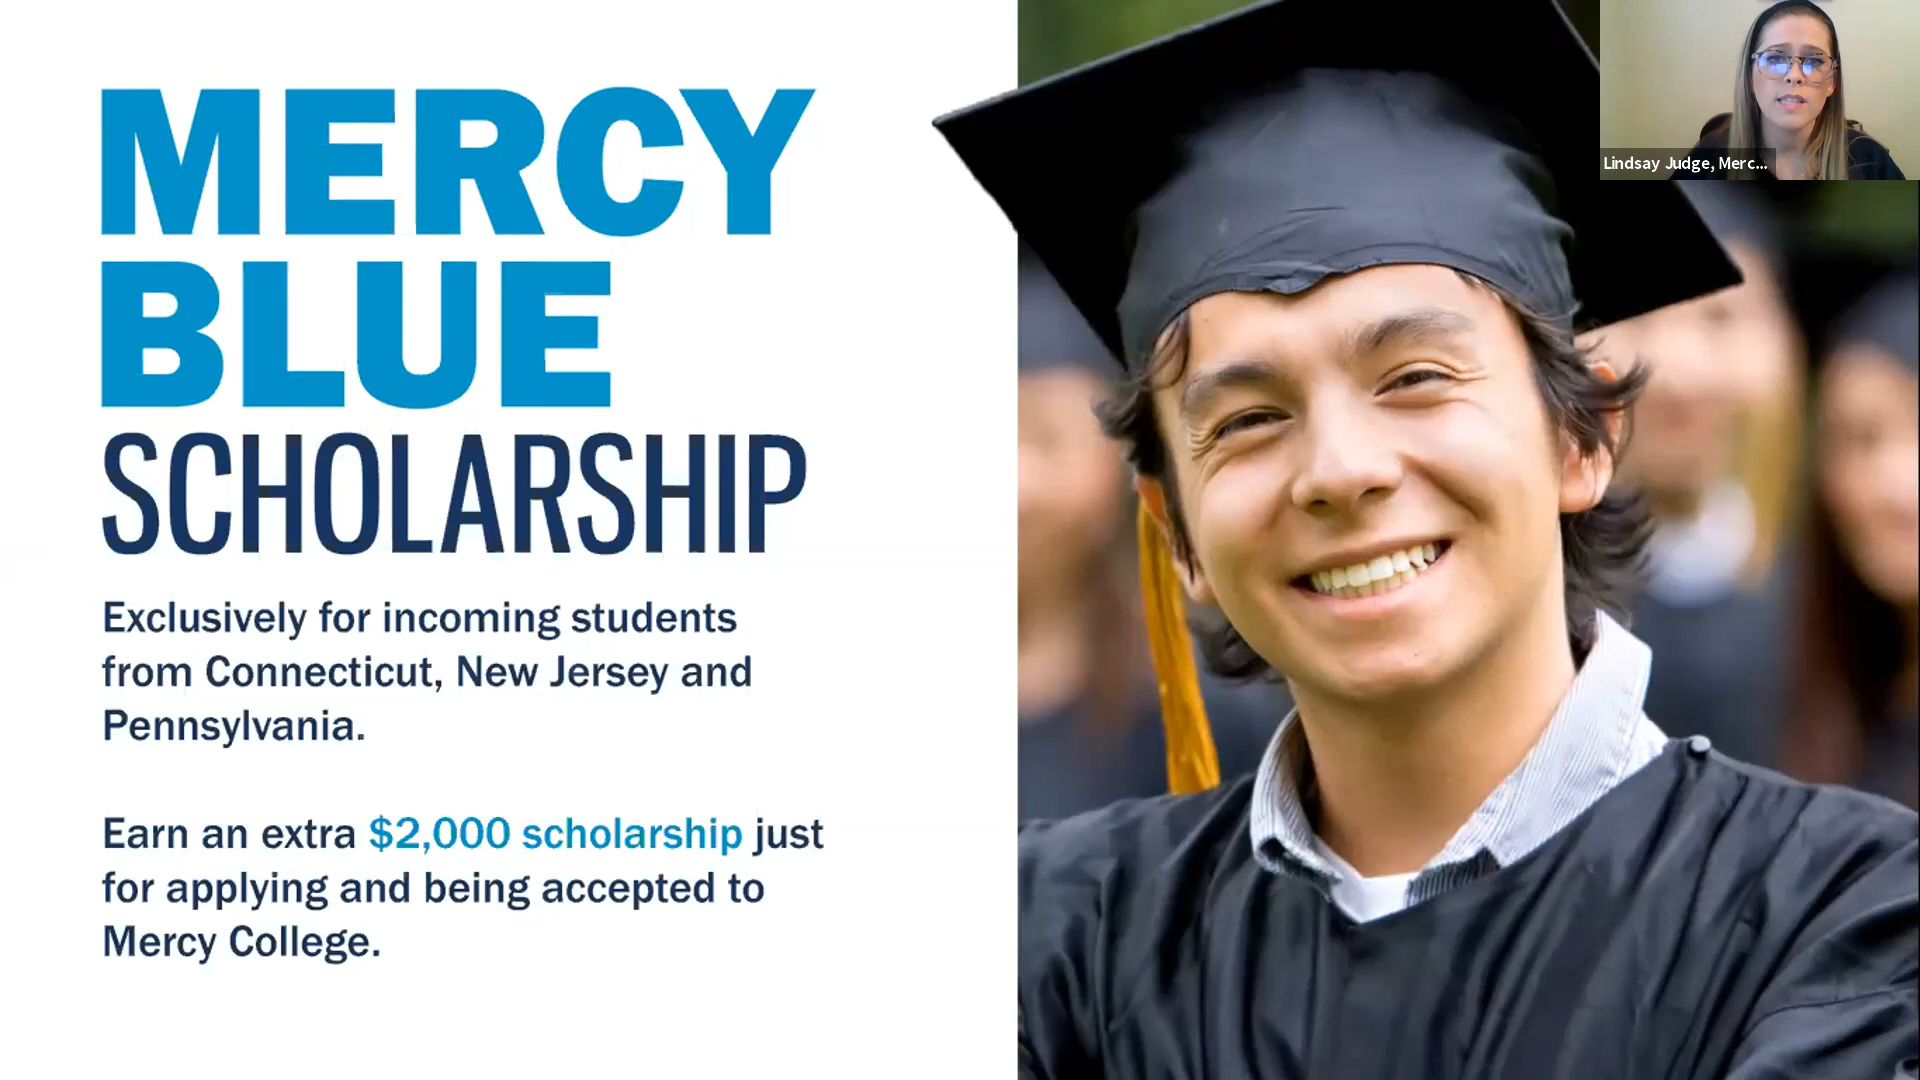 MERCY
BLUE
SCHOLARSHIP
Exclusively for incoming students
from Connecticut, New Jersey and
Pennsylvania.
Earn an extra $2,000 scholarship just
for applying and being accepted to
Mercy College.
Lindsay Judge, Merc...